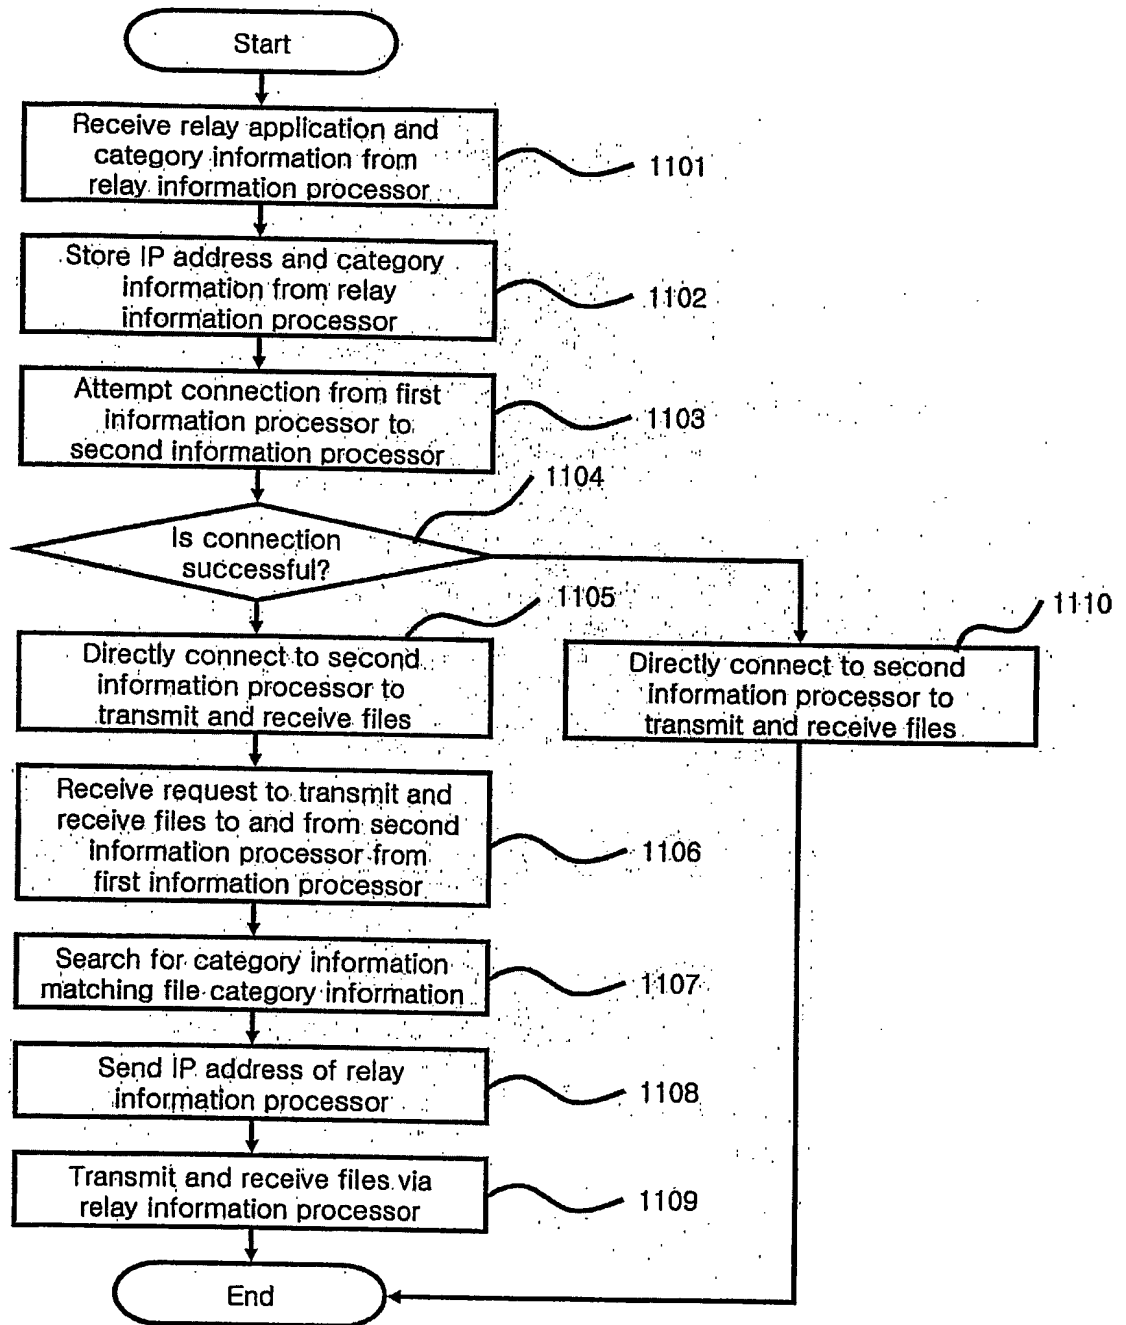 Start
Receive relay application and
category information from
relay information processor
1101
Store IP address and category
information from relay
information processor
1102
Attempt connection from first
information processor to
second information processor
1103
1104
Is connection
successful?
1105
Directly connect to second
information processor to
transmit and receive files
1110
Directly connect to second
information processor to
transmit and receive files
Receive request to transmit and
receive files to and from second
information processor from
first information processor
1106
Search for category information
matching file category information
1107
Send IP address of relay
information processor
1108
Transmit and receive files via
relay information processor
1109
End